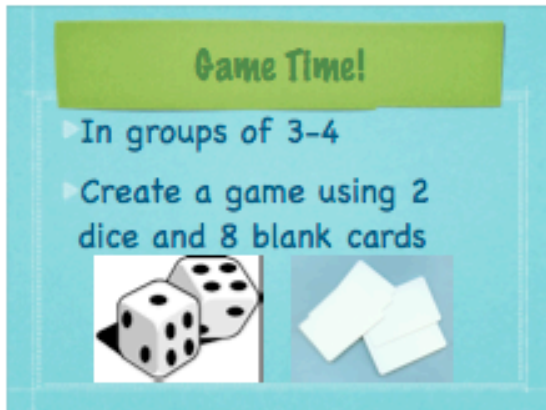 Game Time!
In groups of 3-4
Create a game using 2
dice and 8 blank cards